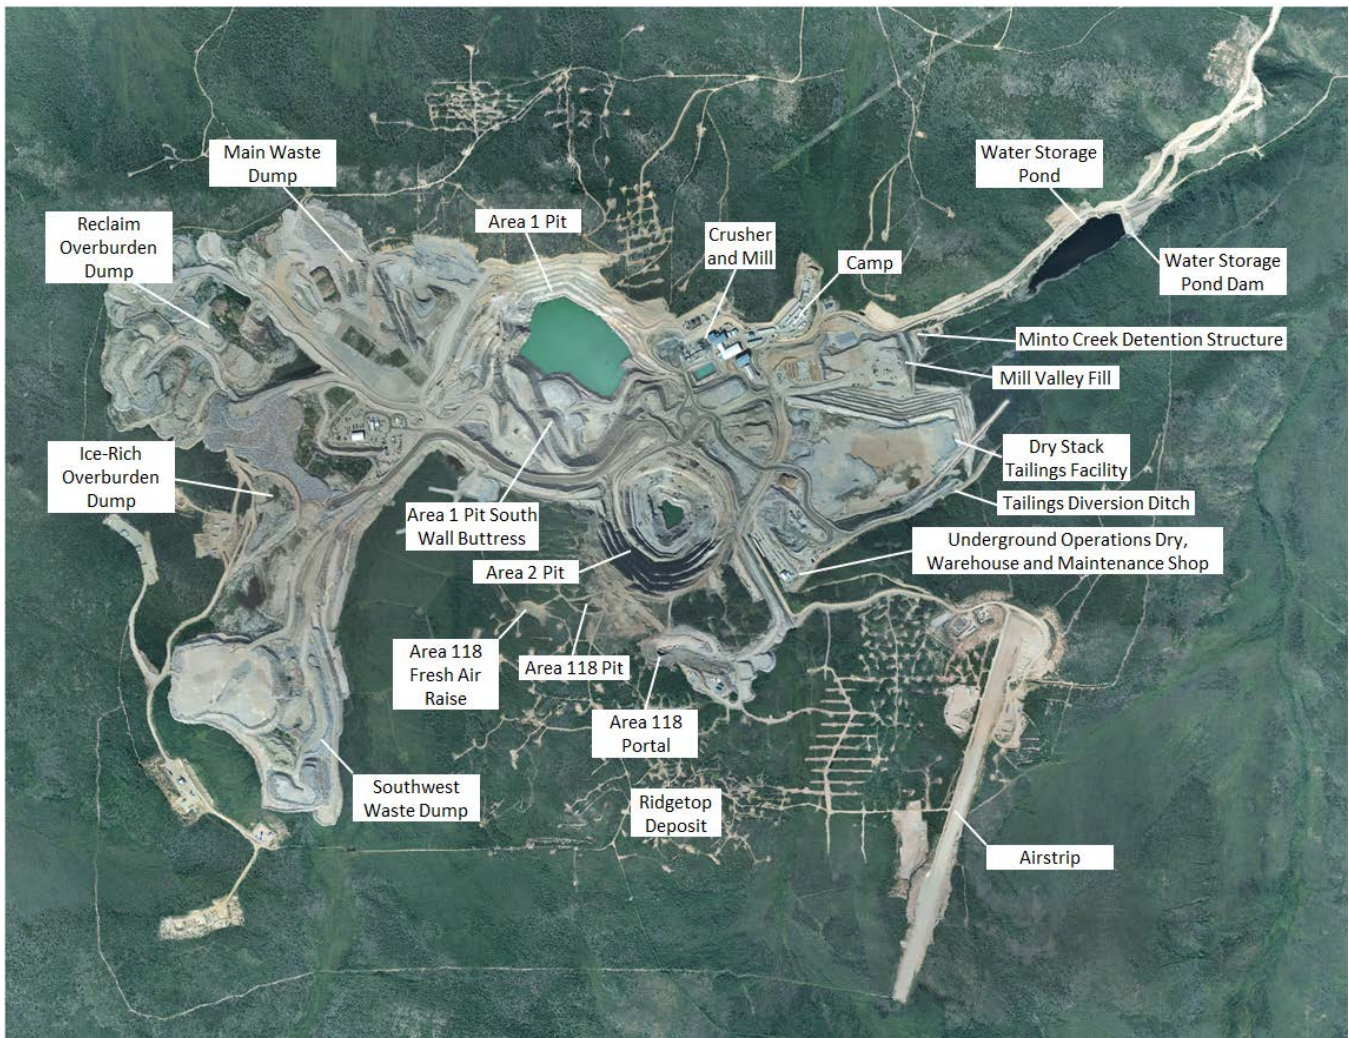 Main Waste
Dump
Reclaim
Overburden
Dump
Area 1 Pit
Crusher
and Mill
Camp
Water Storage
Pond
Water Storage
Pond Dam
Minto Creek Detention Structure
Mill Valley Fill
Ice-Rich
Overburden
Dump
Dry Stack
Tailings Facility
Tailings Diversion Ditch
Area 1 Pit South
Wall Buttress
Area 2 Pit
Underground Operations Dry,
Warehouse and Maintenance Shop
Area 118
Fresh Air
Raise
Area 118 Pit
Area 118
Portal
Southwest
Waste Dump
Ridgetop
Deposit
Airstrip